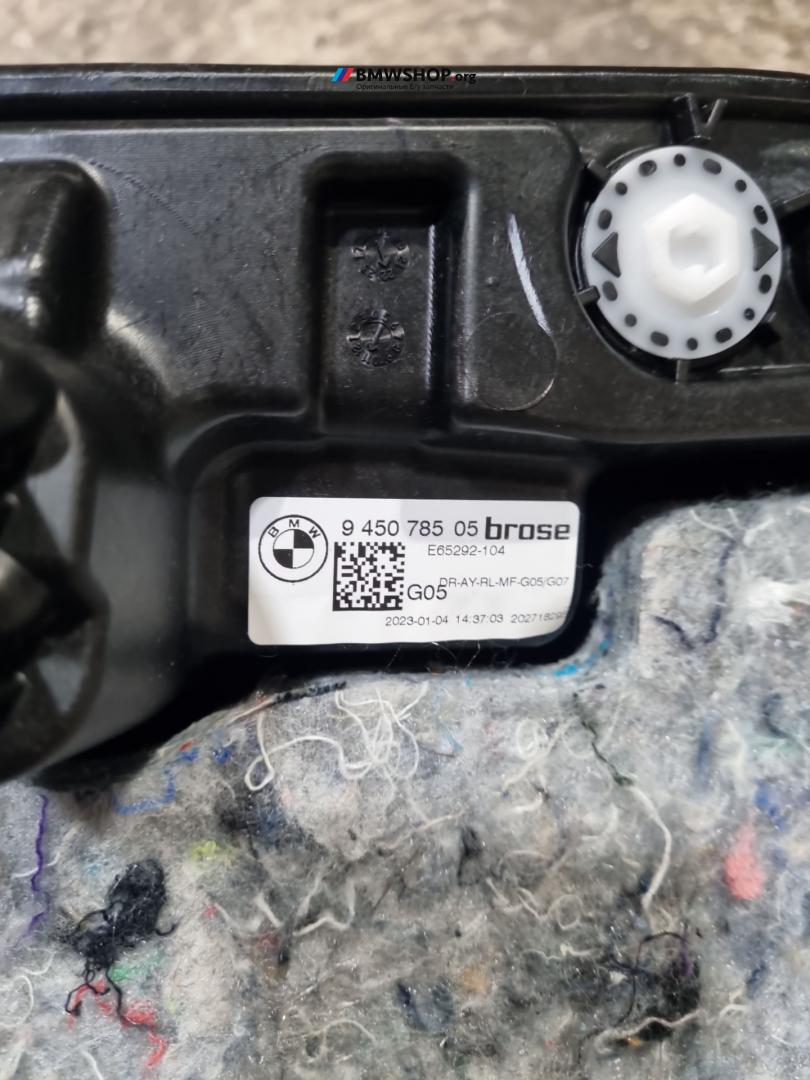 BMWSHOP.org
Оригинальные б/у запчасти
BMW
9 450 785 05 brose
E65292-104
DR-AY-RL-MF-G05/G07
G05
2023-01-04 14:37:03